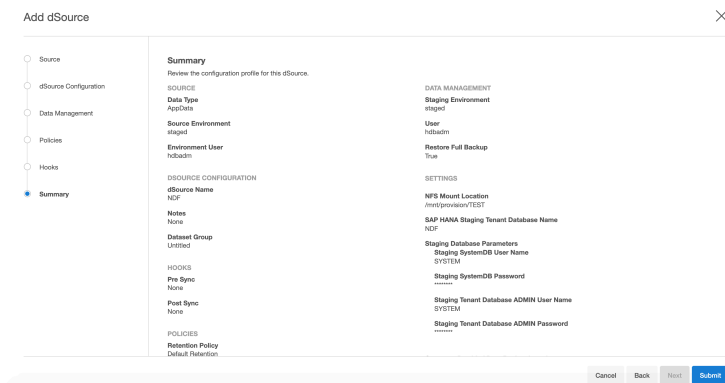 Add dSource
Source
dSource Configuration
Data Management
Policies
Hooks
Summary
Summary
Review the configuration profile for this dSource.
SOURCE
Data Type
AppData
Source Environment
staged
Environment User
hdbadm
DSOURCE CONFIGURATION
dSource Name
NDF
Notes
None
Dataset Group
Untitled
HOOKS
Pre Sync
None
Post Sync
None
POLICIES
Retention Policy
Default Retention
DATA MANAGEMENT
Staging Environment
staged
User
hdbadm
Restore Full Backup
True
SETTINGS
NFS Mount Location
/mnt/provision/TEST
SAP HANA Staging Tenant Database Name
NDF
Staging Database Parameters
Staging SystemDB User Name
SYSTEM
Staging SystemDB Password
********
Staging Tenant Database ADMIN User Name
SYSTEM
Staging Tenant Database ADMIN Password
********
Cancel Back Next Submit